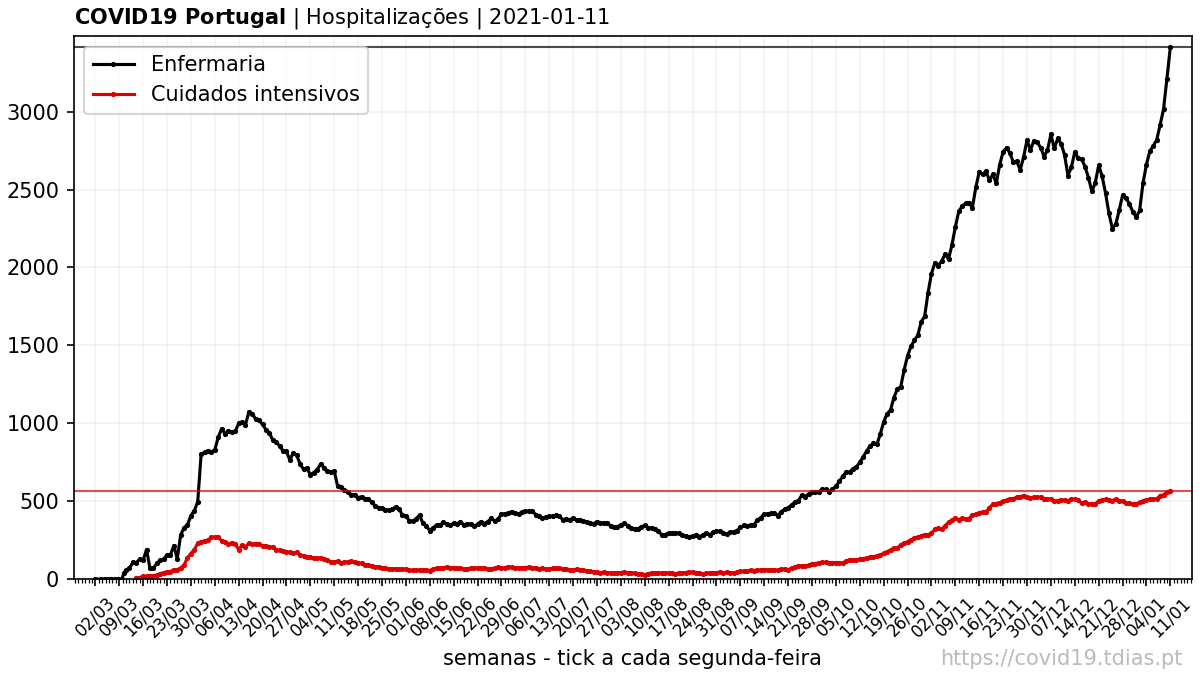 COVID19 Portugal | Hospitalizações | 2021-01-11
Enfermaria
Cuidados intensivos
3000
2500
2000
1500
1000
500
0
02/03 09/03 16/03 23/03 30/03 06/04 13/04 20/04 27/04 04/05 11/05 18/05 25/05 01/06 08/06 15/06 22/06 29/06 06/07 13/07 20/07 27/07 03/08 10/08 17/08 24/08 31/08 07/09 14/09 21/09 28/09 05/10 12/10 19/10 26/10 02/11 09/11 16/11 23/11 30/11 07/12 14/12 21/12 28/12 04/01 11/01
semanas - tick a cada segunda-feira
https://covid19.tdias.pt